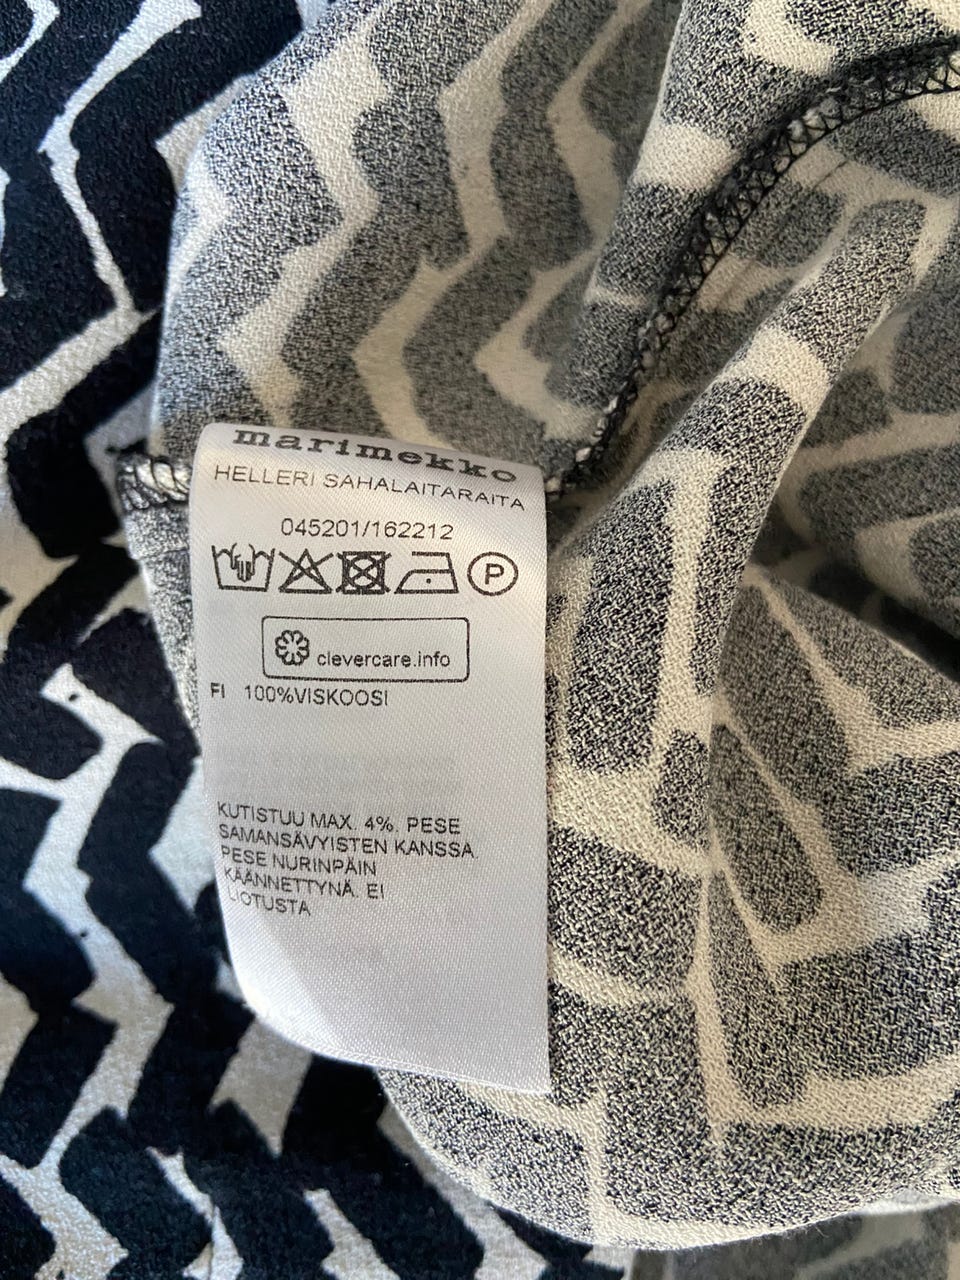 marimekko
HELLERI SAHALAITARAITA
045201/162212
P
clevercare.info
FI 100%VISKOOSI
KUTISTUU MAX. 4%. PESE
SAMANSÄVYISTEN KANSSA.
PESE NURINPÄIN
KÄÄNNETTYNÄ. EI
LIOTUSTA